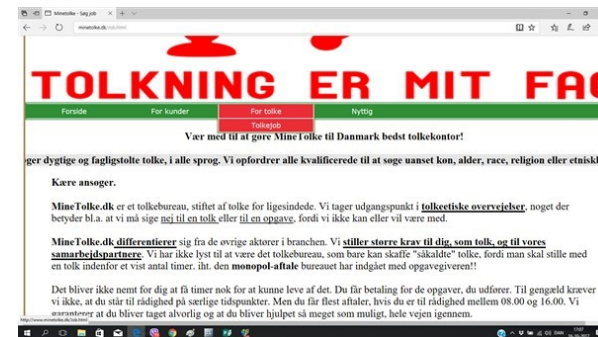 Minetolke - Søg job
minetolke.dk/job.html
TOLKNING ER MIT FAG
Forside For kunder For tolke Nyttig
Tolkejob
Vær med til at gøre MineTolke til Danmark bedst tolkekontor!
øger dygtige og fagligstolte tolke, i alle sprog. Vi opfordrer alle kvalificerede til at søge uanset køn, alder, race, religion eller etnisk
Kære ansøger.
MineTolke.dk er et tolkebureau, stiftet af tolke for ligesindede. Vi tager udgangspunkt i tolkeetiske overvejelser, noget der
betyder bl.a. at vi må sige nej til en tolk eller til en opgave, fordi vi ikke kan eller vil være med.
MineTolke.dk differentierer sig fra de øvrige aktører i branchen. Vi stiller større krav til dig, som tolk, og til vores
samarbejdspartnere. Vi har ikke lyst til at være det tolkebureau, som bare kan skaffe "såkaldte" tolke, fordi man skal stille med
en tolk indenfor et vist antal timer. iht. den monopol-aftale bureauet har indgået med opgavegiveren!!
Det bliver ikke nemt for dig at få timer nok for at kunne leve af det. Du får betaling for de opgaver, du udfører. Til gengæld kræver
vi ikke, at du står til rådighed på særlige tidspunkter. Men du får flest aftaler, hvis du er til rådighed mellem 08.00 og 16.00. Vi
garanterer at du bliver taget alvorlig og at du bliver hjulpet så meget som muligt, hele vejen igennem.
http://www.minetolke.dk/job.html
DAN